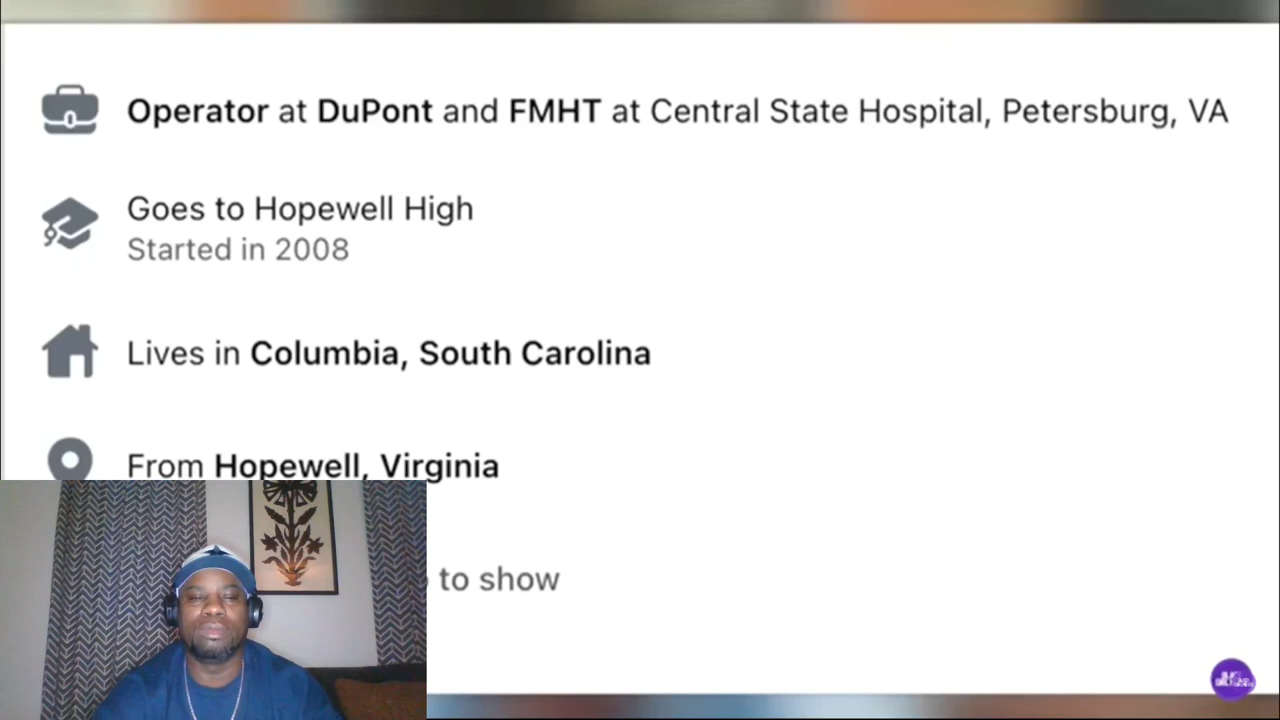 Operator at DuPont and FMHT at Central State Hospital, Petersburg, VA
Goes to Hopewell High
Started in 2008
Lives in Columbia, South Carolina
From Hopewell, Virginia
to show